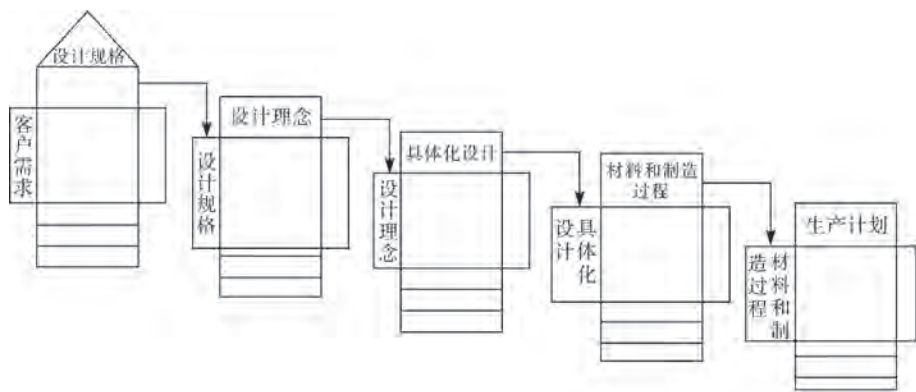 设计规格
客户需求
设计理念
设计规格
具体化设计
设计理念
材料和制造
过程
具体化
设计
生产计划
材料和制
造过程